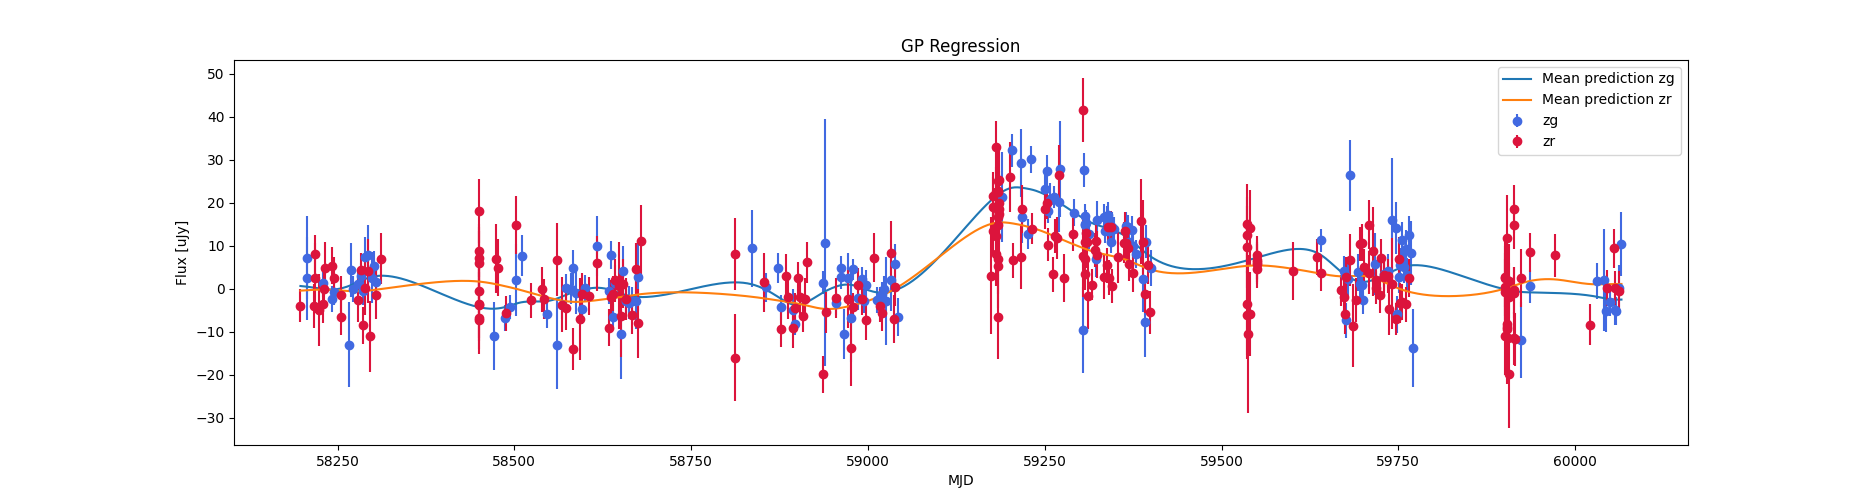 GP Regression
Flux [uJy]
50
40
30
20
10
0
−10
−20
−30
58250 58500 58750 59000 59250 59500 59750 60000
MJD
Mean prediction zg
Mean prediction zr
zg
zr